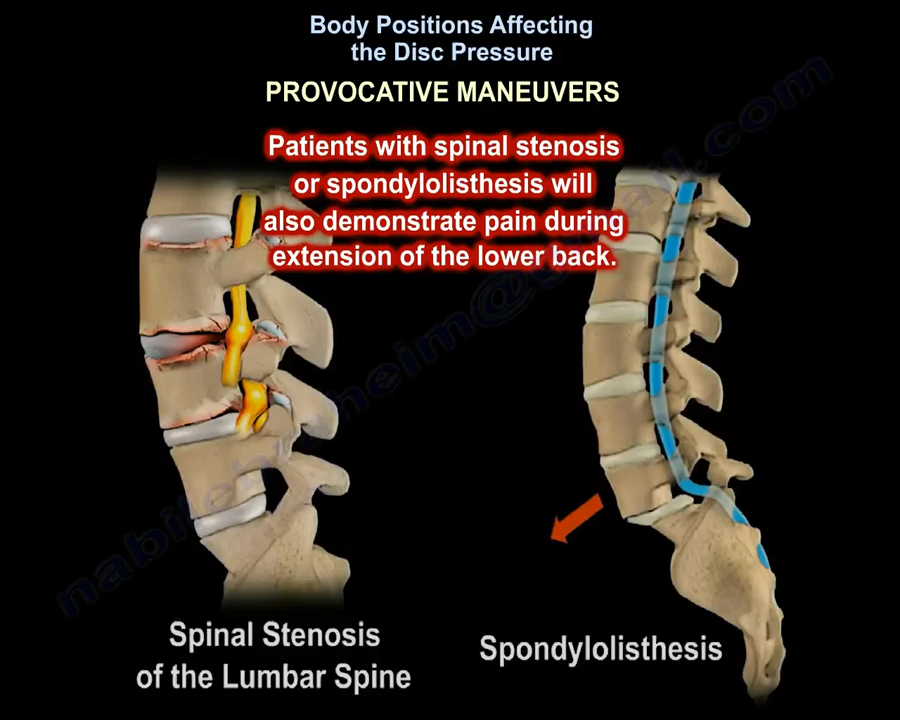 Body Positions Affecting
the Disc Pressure
PROVOCATIVE MANEUVERS
Patients with spinal stenosis
or spondylolisthesis will
also demonstrate pain during
extension of the lower back.
Spinal Stenosis
of the Lumbar Spine
Spondylolisthesis